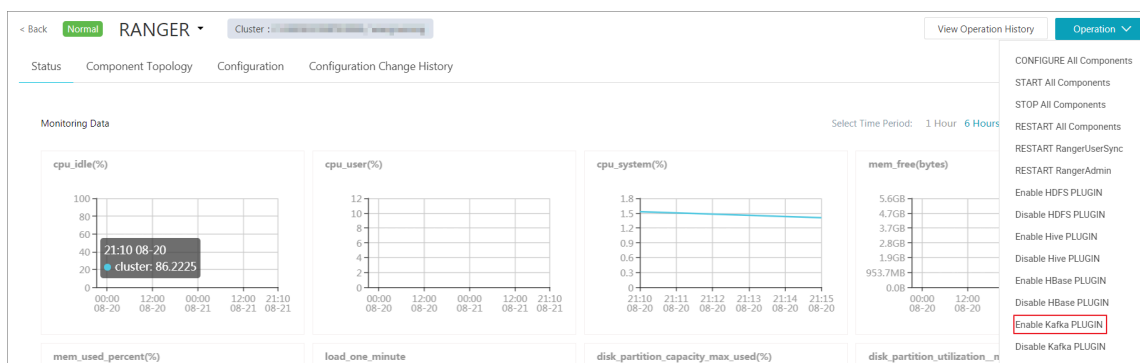 < Back Normal RANGER Cluster : View Operation History Operation
Status Component Topology Configuration Configuration Change History
CONFIGURE All Components
START All Components
STOP All Components
RESTART All Components
RESTART RangerUserSync
RESTART RangerAdmin
Enable HDFS PLUGIN
Disable HDFS PLUGIN
Enable Hive PLUGIN
Disable Hive PLUGIN
Enable HBase PLUGIN
Disable HBase PLUGIN
Enable Kafka PLUGIN
Disable Kafka PLUGIN
Monitoring Data Select Time Period: 1 Hour 6 Hours
cpu_idle(%)
100
80
60
40
20
0
21:10 08-20
cluster: 86.2225
00:00 12:00 00:00 12:00 21:10
08-20 08-20 08-21 08-21 08-21
cpu_user(%)
12
10
8
6
4
2
0
00:00 12:00 00:00 12:00 21:10
08-20 08-20 08-21 08-21 08-21
cpu_system(%)
1.8
1.5
1.2
0.9
0.6
0.3
0
21:10 21:11 21:12 21:13 21:14 21:15
08-20 08-20 08-20 08-20 08-20 08-20
mem_free(bytes)
5.6GB
4.7GB
3.7GB
2.8GB
1.9GB
953.7MB
0.0B
00:00 12:00
08-20 08-20
mem_used_percent(%) load_one_minute disk_partition_capacity_max_used(%)